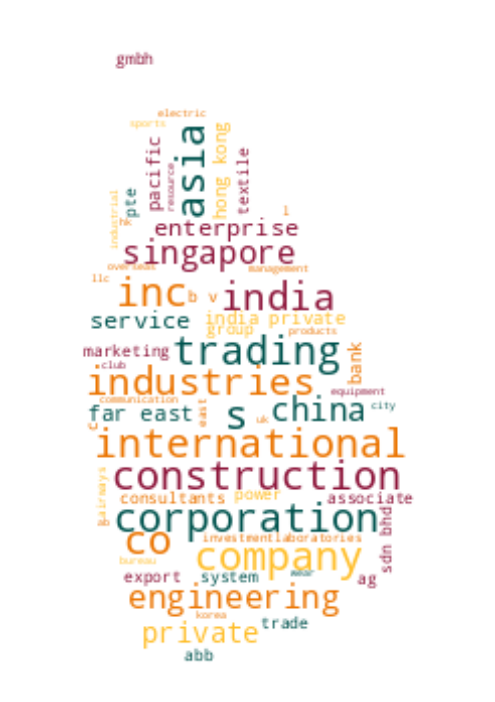 gmbh
electric
sports
asia
hong kong
pacific
resource
textile
pte
industrial
l
hk
enterprise
singapore
overseas
management
llc
inc
b v
india
service
india private
group
products
marketing
trading
bank
club
industries
equipment
communication
far east
east
s
uk
china
city
c
international
construction
airways
consultants
power
associate
corporation
sdn bhd
co
investment
laboratories
company
bureau
export
system
wear
ag
engineering
korea
private
trade
abb